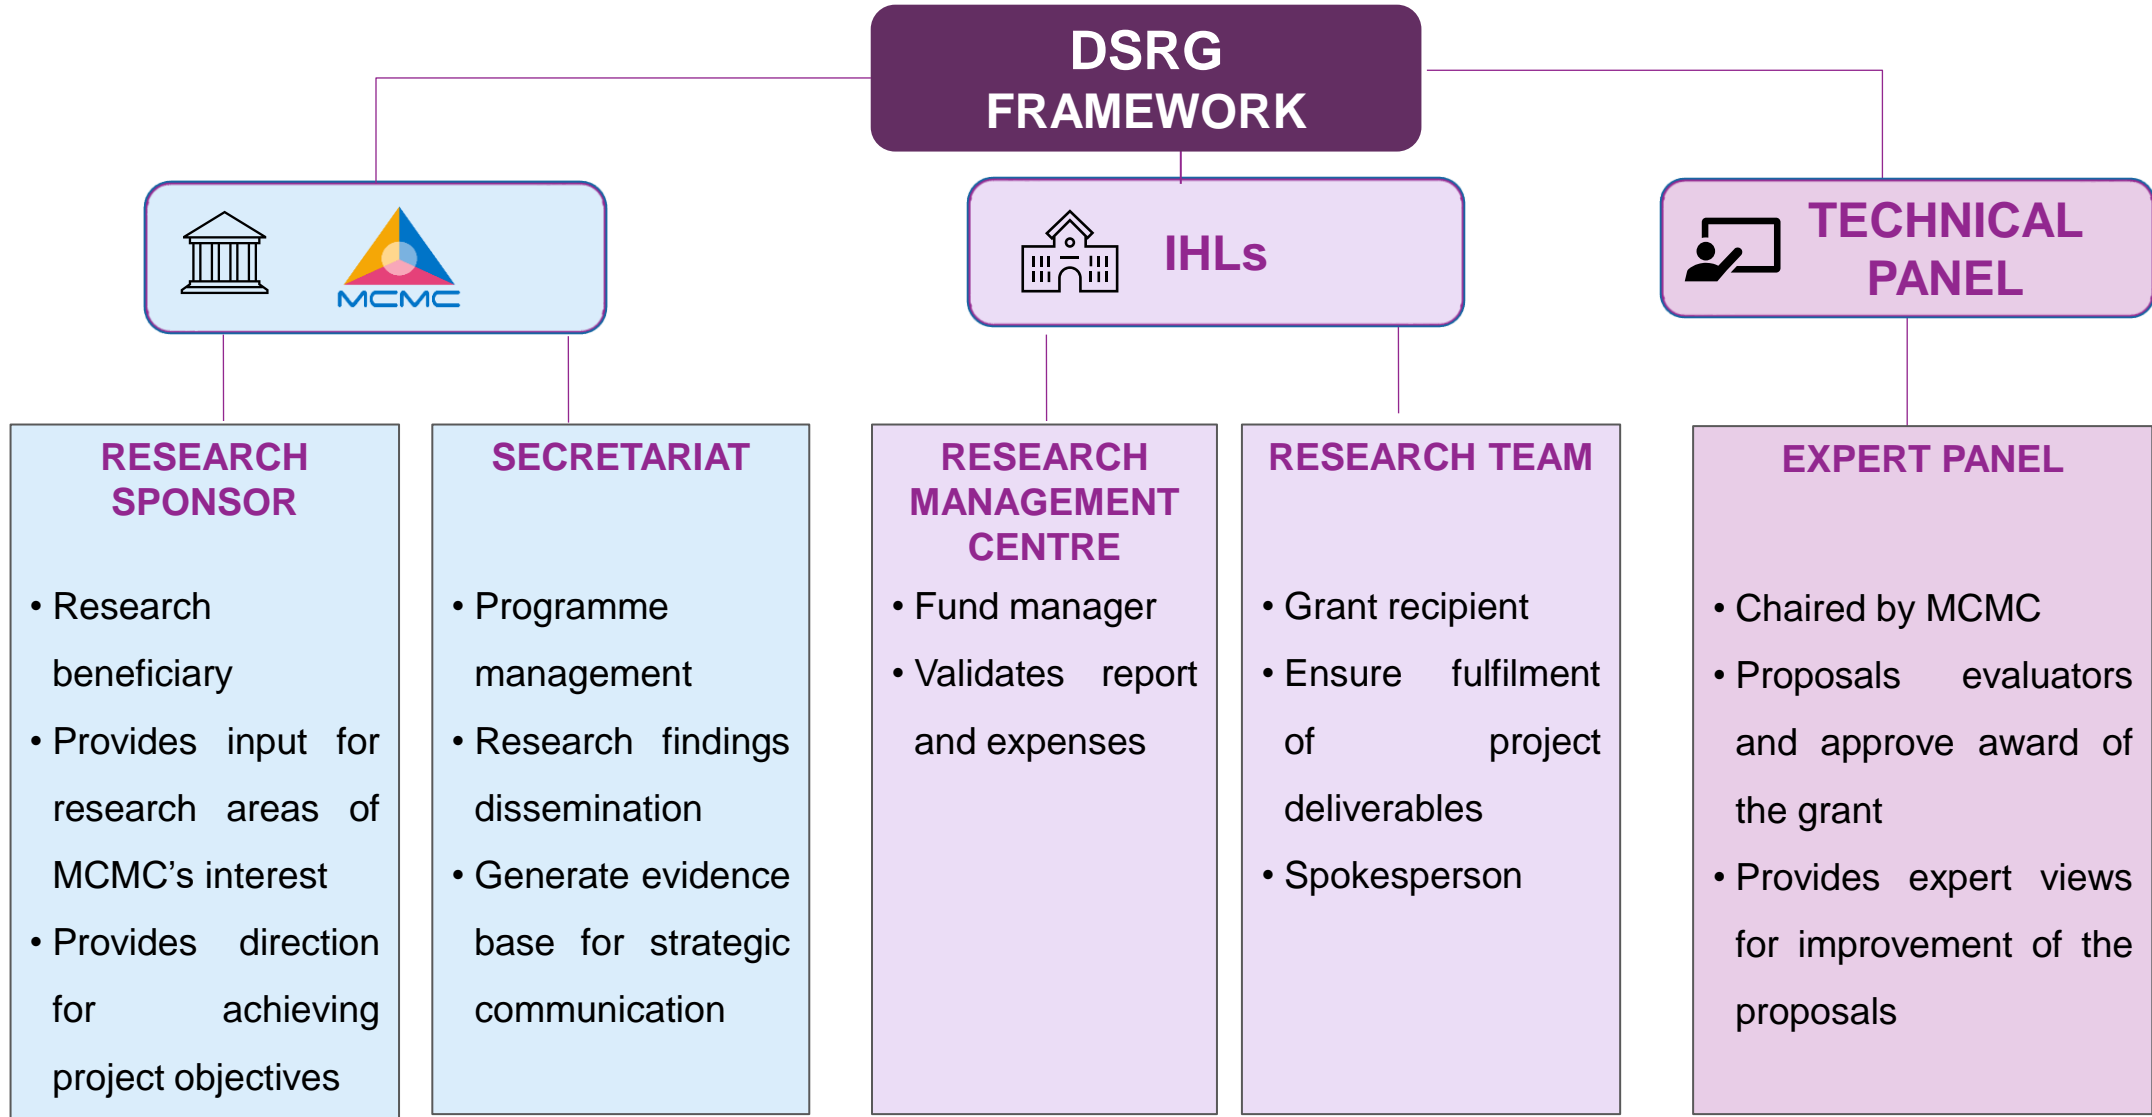 DSRG
FRAMEWORK
MCMC
IHLs
TECHNICAL
PANEL
RESEARCH
SPONSOR
• Research
beneficiary
• Provides input for
research areas of
MCMC’s interest
• Provides direction
for achieving
project objectives
SECRETARIAT
• Programme
management
• Research findings
dissemination
• Generate evidence
base for strategic
communication
RESEARCH
MANAGEMENT
CENTRE
• Fund manager
• Validates report
and expenses
RESEARCH TEAM
• Grant recipient
• Ensure fulfilment
of project
deliverables
• Spokesperson
EXPERT PANEL
• Chaired by MCMC
• Proposals evaluators
and approve award of
the grant
• Provides expert views
for improvement of the
proposals